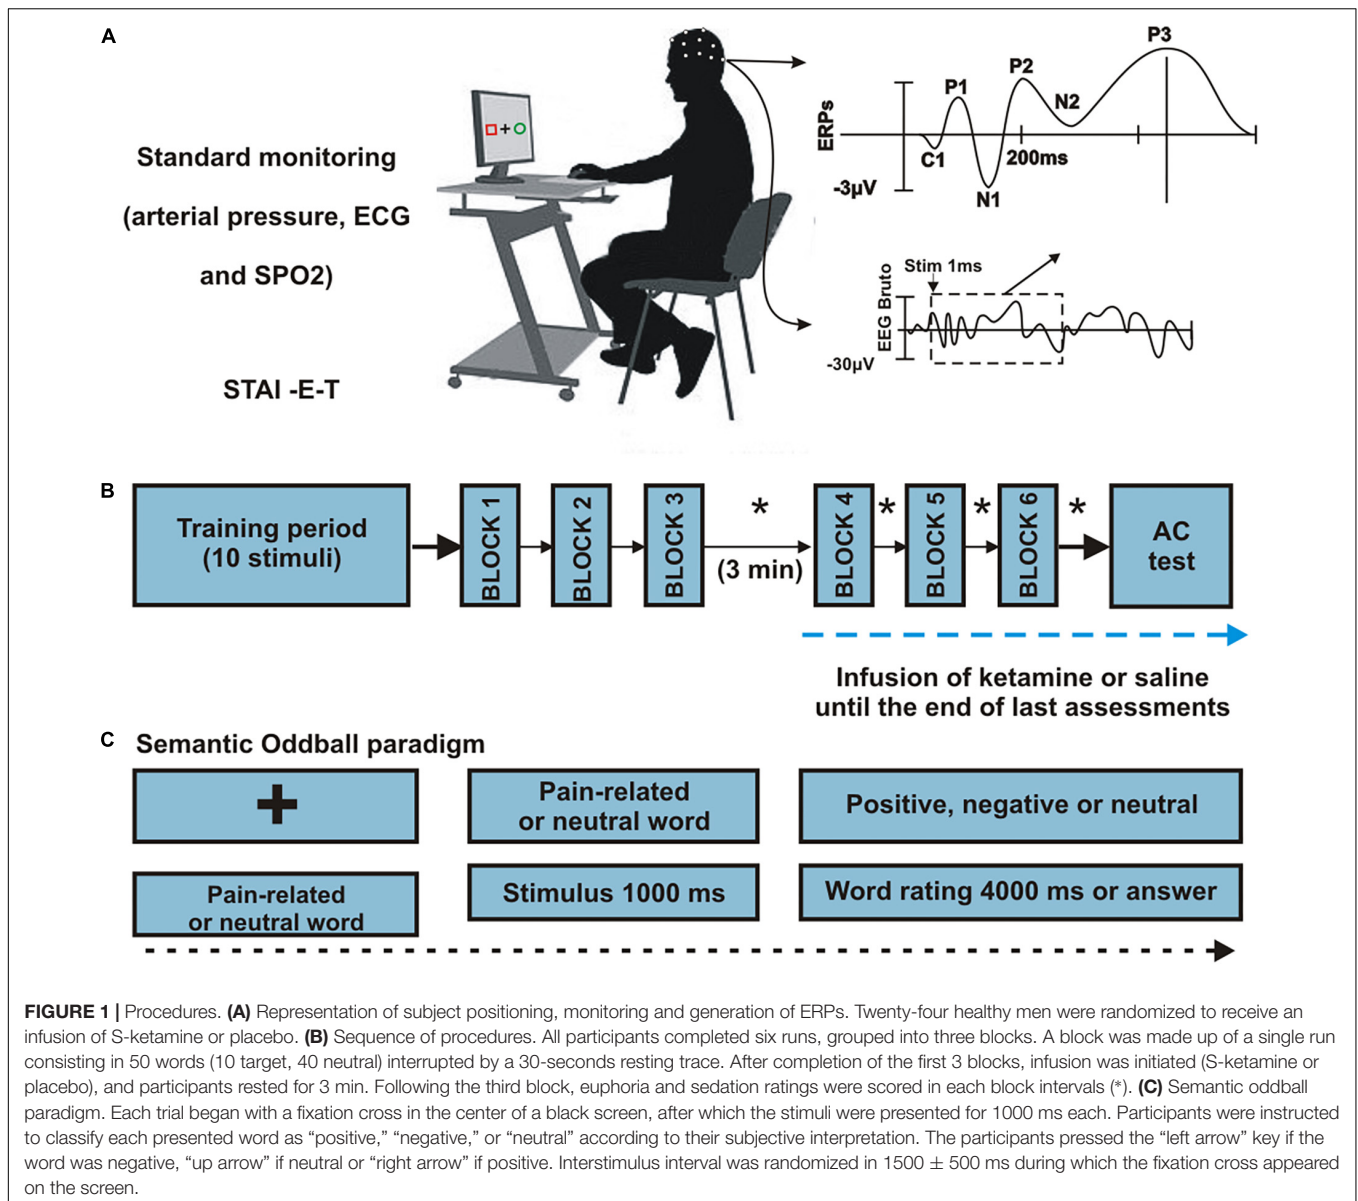 A
Standard monitoring
(arterial pressure, ECG
and SPO2)
STAI -E-T
ERPs
-3µV
C1
P1
N1
P2
200ms
N2
P3
EEG Bruto
-30µV
Stim 1ms
B
Training period
(10 stimuli)
BLOCK 1
BLOCK 2
BLOCK 3
*
(3 min)
BLOCK 4
*
BLOCK 5
*
BLOCK 6
*
AC
test
Infusion of ketamine or saline
until the end of last assessments
C
Semantic Oddball paradigm
+
Pain-related
or neutral word
Positive, negative or neutral
Pain-related
or neutral word
Stimulus 1000 ms
Word rating 4000 ms or answer
FIGURE 1 | Procedures. (A) Representation of subject positioning, monitoring and generation of ERPs. Twenty-four healthy men were randomized to receive an
infusion of S-ketamine or placebo. (B) Sequence of procedures. All participants completed six runs, grouped into three blocks. A block was made up of a single run
consisting in 50 words (10 target, 40 neutral) interrupted by a 30-seconds resting trace. After completion of the first 3 blocks, infusion was initiated (S-ketamine or
placebo), and participants rested for 3 min. Following the third block, euphoria and sedation ratings were scored in each block intervals (*). (C) Semantic oddball
paradigm. Each trial began with a fixation cross in the center of a black screen, after which the stimuli were presented for 1000 ms each. Participants were instructed
to classify each presented word as “positive,” “negative,” or “neutral” according to their subjective interpretation. The participants pressed the “left arrow” key if the
word was negative, “up arrow” if neutral or “right arrow” if positive. Interstimulus interval was randomized in 1500 ± 500 ms during which the fixation cross appeared
on the screen.